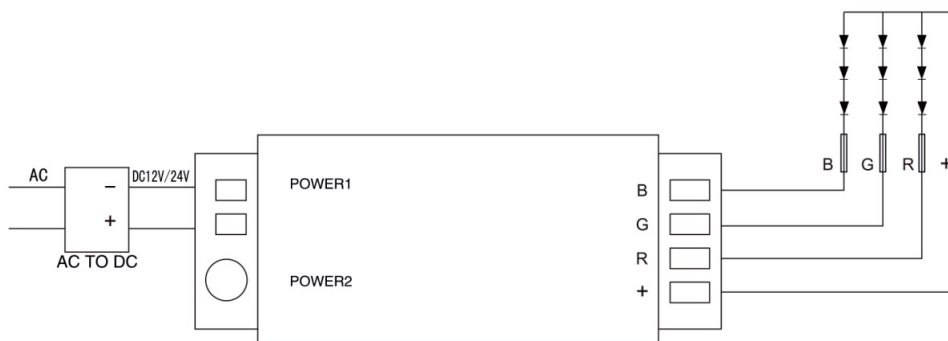 AC
DC12V/24V
−
+
AC TO DC
POWER1
POWER2
B
G
R
+
B
G
R
+